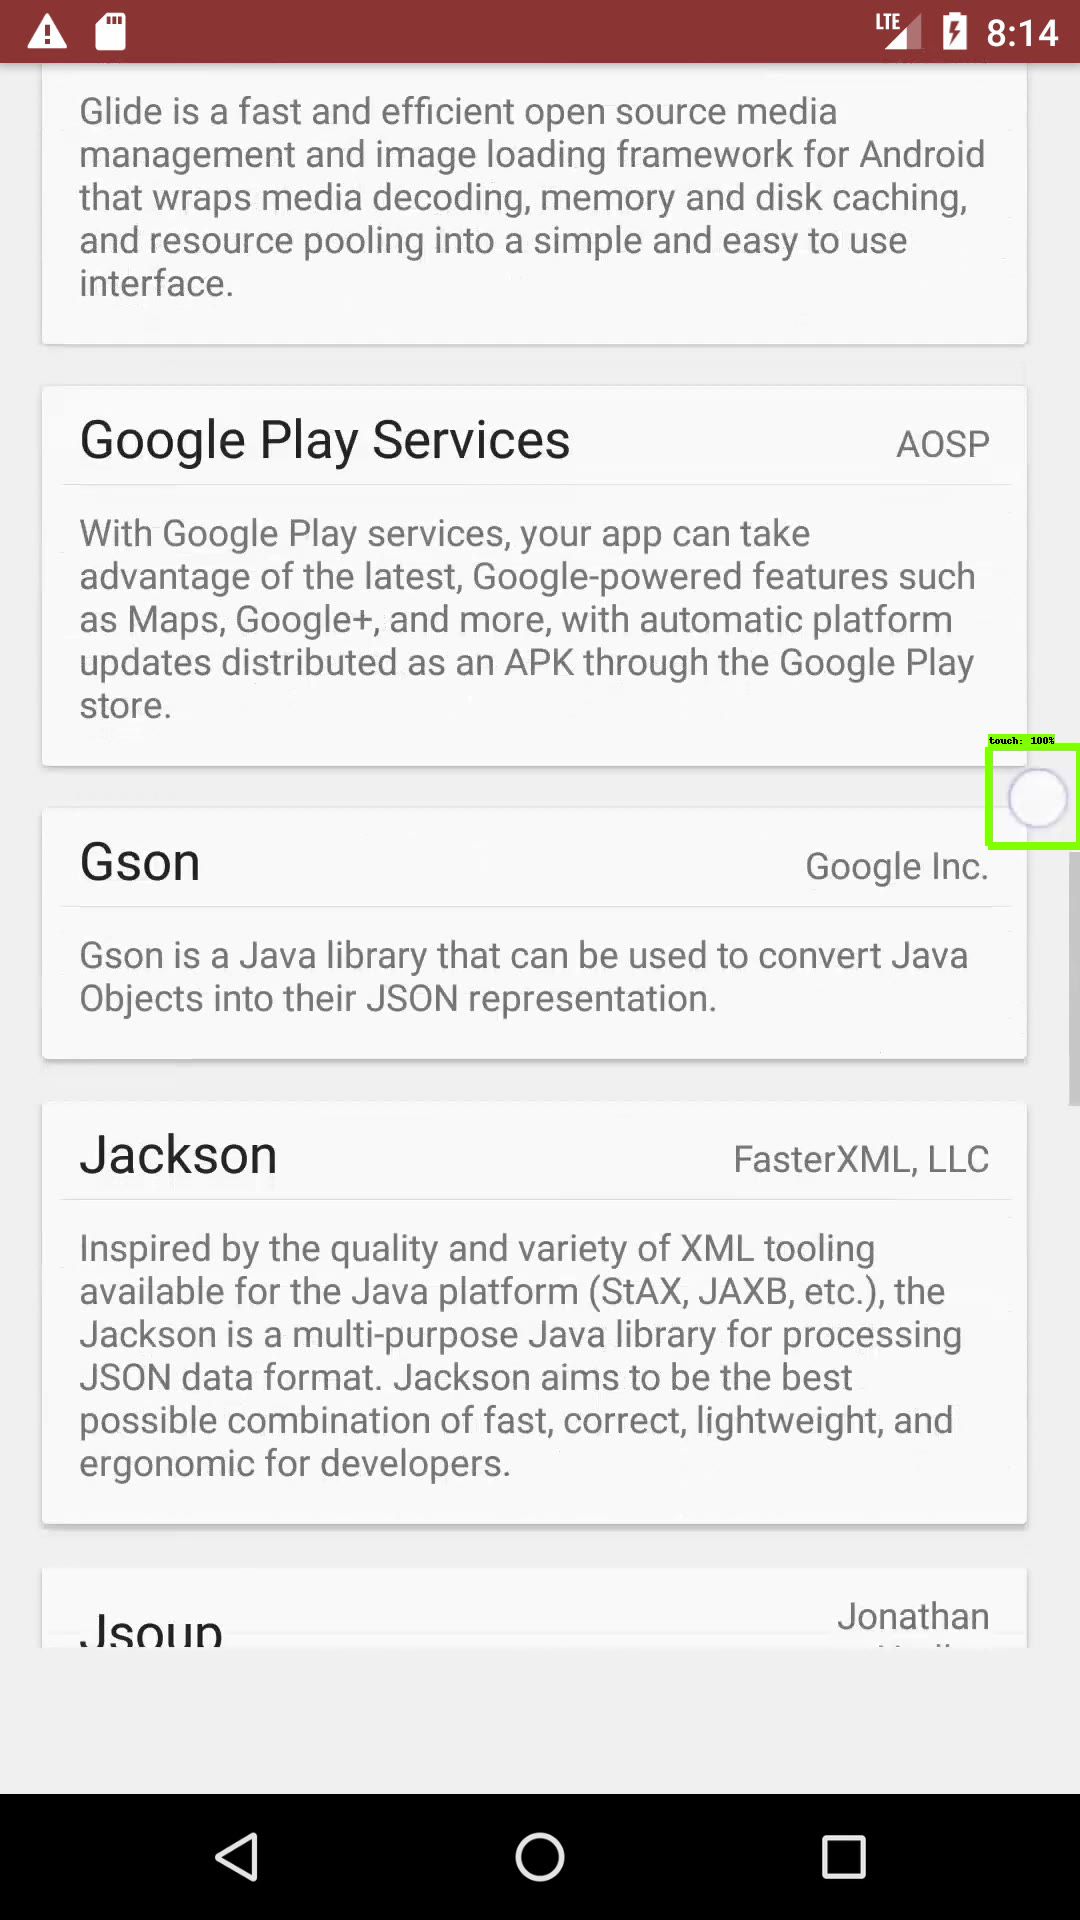 LTE 8:14
Glide is a fast and efficient open source media
management and image loading framework for Android
that wraps media decoding, memory and disk caching,
and resource pooling into a simple and easy to use
interface.
Google Play Services AOSP
With Google Play services, your app can take
advantage of the latest, Google-powered features such
as Maps, Google+, and more, with automatic platform
updates distributed as an APK through the Google Play
store.
touch: 100%
Gson Google Inc.
Gson is a Java library that can be used to convert Java
Objects into their JSON representation.
Jackson FasterXML, LLC
Inspired by the quality and variety of XML tooling
available for the Java platform (StAX, JAXB, etc.), the
Jackson is a multi-purpose Java library for processing
JSON data format. Jackson aims to be the best
possible combination of fast, correct, lightweight, and
ergonomic for developers.
Jsoup Jonathan